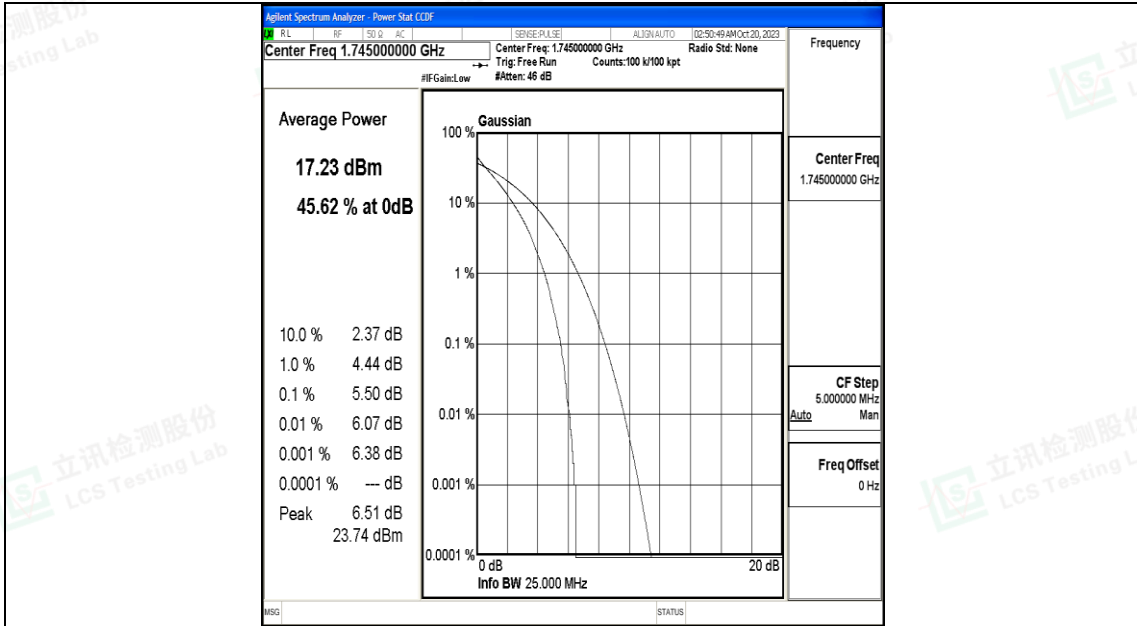 Agilent Spectrum Analyzer - Power Stat CCDF
RL RF 50 Ω AC SENSE:PULSE ALIGN AUTO 02:50:49 AM Oct 20, 2023
Center Freq 1.745000000 GHz
Center Freq: 1.745000000 GHz Radio Std: None
Trig: Free Run Counts:100 k/100 kpt
#IFGain:Low #Atten: 46 dB
Frequency
Center Freq
1.745000000 GHz
CF Step
5.000000 MHz
Auto Man
Freq Offset
0 Hz
Average Power
17.23 dBm
45.62 % at 0dB
10.0 % 2.37 dB
1.0 % 4.44 dB
0.1 % 5.50 dB
0.01 % 6.07 dB
0.001 % 6.38 dB
0.0001 % --- dB
Peak 6.51 dB
23.74 dBm
Gaussian
100 %
10 %
1 %
0.1 %
0.01 %
0.001 %
0.0001 %
0 dB 20 dB
Info BW 25.000 MHz
MSG STATUS
立讯检测股份
LCS Testing Lab
立讯检测股份
LCS Testing L
测股份
sting Lab
立